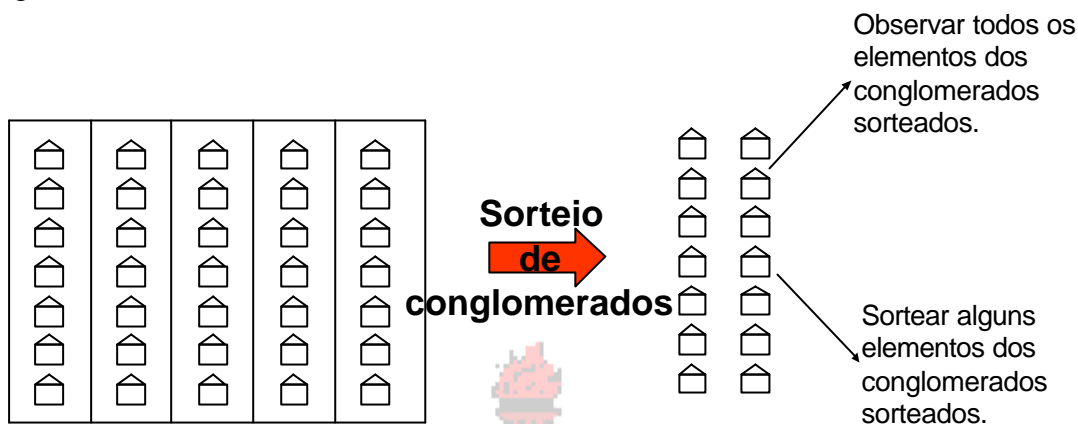 Observar todos os
elementos dos
conglomerados
sorteados.
Sorteio
de
conglomerados
Sortear alguns
elementos dos
conglomerados
sorteados.